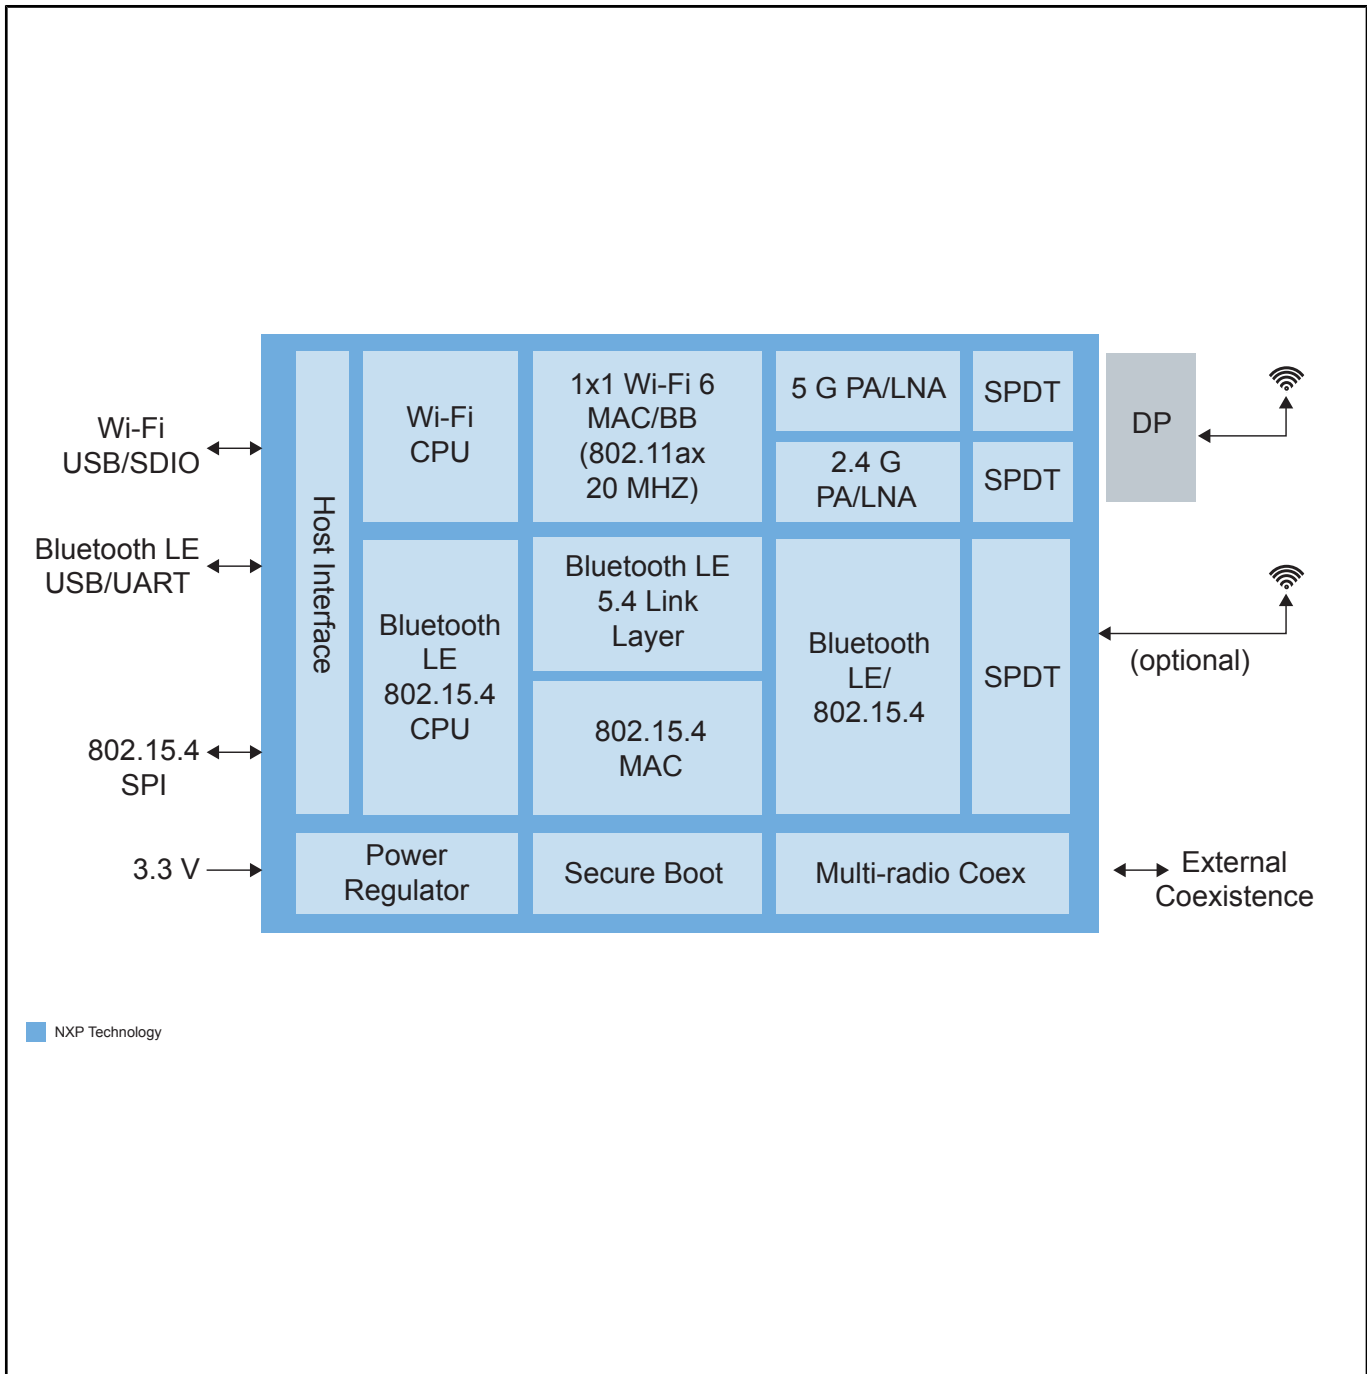 Wi-Fi
USB/SDIO
Bluetooth LE
USB/UART
802.15.4
SPI
3.3 V
Host Interface
Wi-Fi
CPU
Bluetooth
LE
802.15.4
CPU
1x1 Wi-Fi 6
MAC/BB
(802.11ax
20 MHZ)
Bluetooth LE
5.4 Link
Layer
802.15.4
MAC
5 G PA/LNA
SPDT
2.4 G
PA/LNA
SPDT
Bluetooth
LE/
802.15.4
SPDT
Power
Regulator
Secure Boot
Multi-radio Coex
DP
(optional)
External
Coexistence
NXP Technology